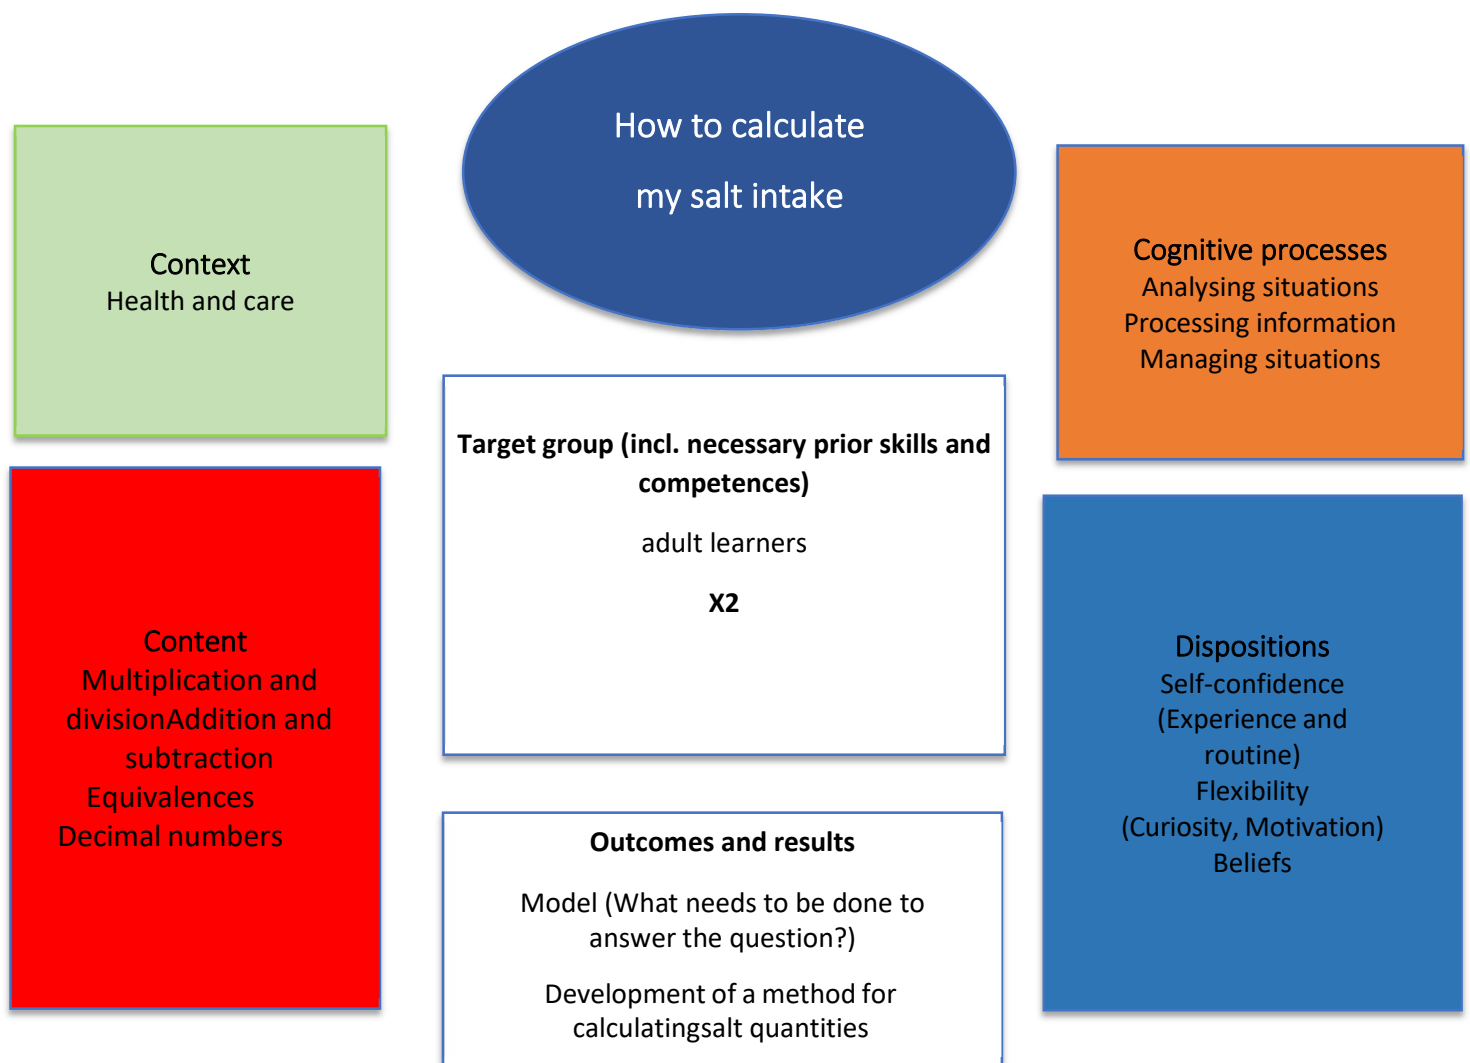 How to calculate
my salt intake
Context
Health and care
Cognitive processes
Analysing situations
Processing information
Managing situations
Target group (incl. necessary prior skills and
competences)
adult learners
X2
Content
Multiplication and
divisionAddition and
subtraction
Equivalences
Decimal numbers
Dispositions
Self-confidence
(Experience and
routine)
Flexibility
(Curiosity, Motivation)
Beliefs
Outcomes and results
Model (What needs to be done to
answer the question?)
Development of a method for
calculatingsalt quantities